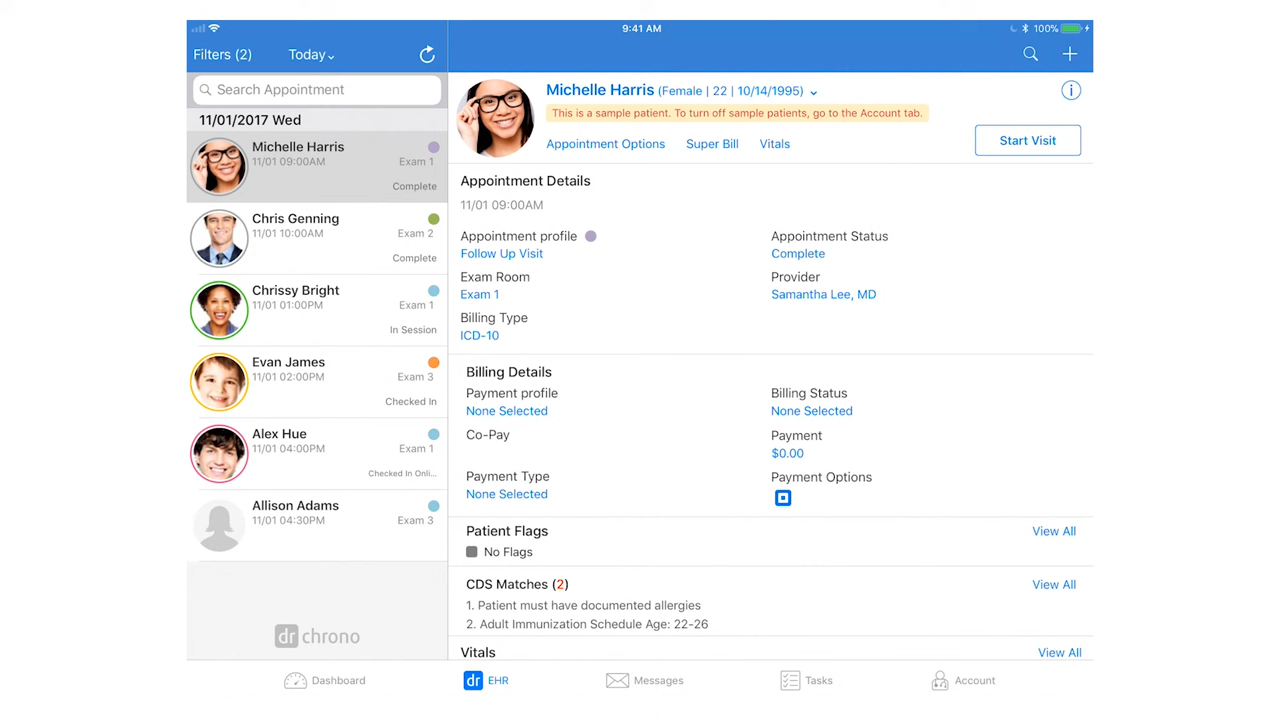 9:41 AM
100%
Filters (2)
Today
Search Appointment
11/01/2017 Wed
Michelle Harris
11/01 09:00AM
Exam 1
Complete
Chris Genning
11/01 10:00AM
Exam 2
Complete
Chrissy Bright
11/01 01:00PM
Exam 1
In Session
Evan James
11/01 02:00PM
Exam 3
Checked In
Alex Hue
11/01 04:00PM
Exam 1
Checked In Onli...
Allison Adams
11/01 04:30PM
Exam 3
dr chrono
Michelle Harris (Female | 22 | 10/14/1995)
This is a sample patient. To turn off sample patients, go to the Account tab.
Appointment Options Super Bill Vitals
Start Visit
Appointment Details
11/01 09:00AM
Appointment profile
Follow Up Visit
Appointment Status
Complete
Exam Room
Exam 1
Provider
Samantha Lee, MD
Billing Type
ICD-10
Billing Details
Payment profile
None Selected
Billing Status
None Selected
Co-Pay
Payment
$0.00
Payment Type
None Selected
Payment Options
Patient Flags
View All
No Flags
CDS Matches (2)
View All
1. Patient must have documented allergies
2. Adult Immunization Schedule Age: 22-26
Vitals
View All
Dashboard
dr EHR
Messages
Tasks
Account